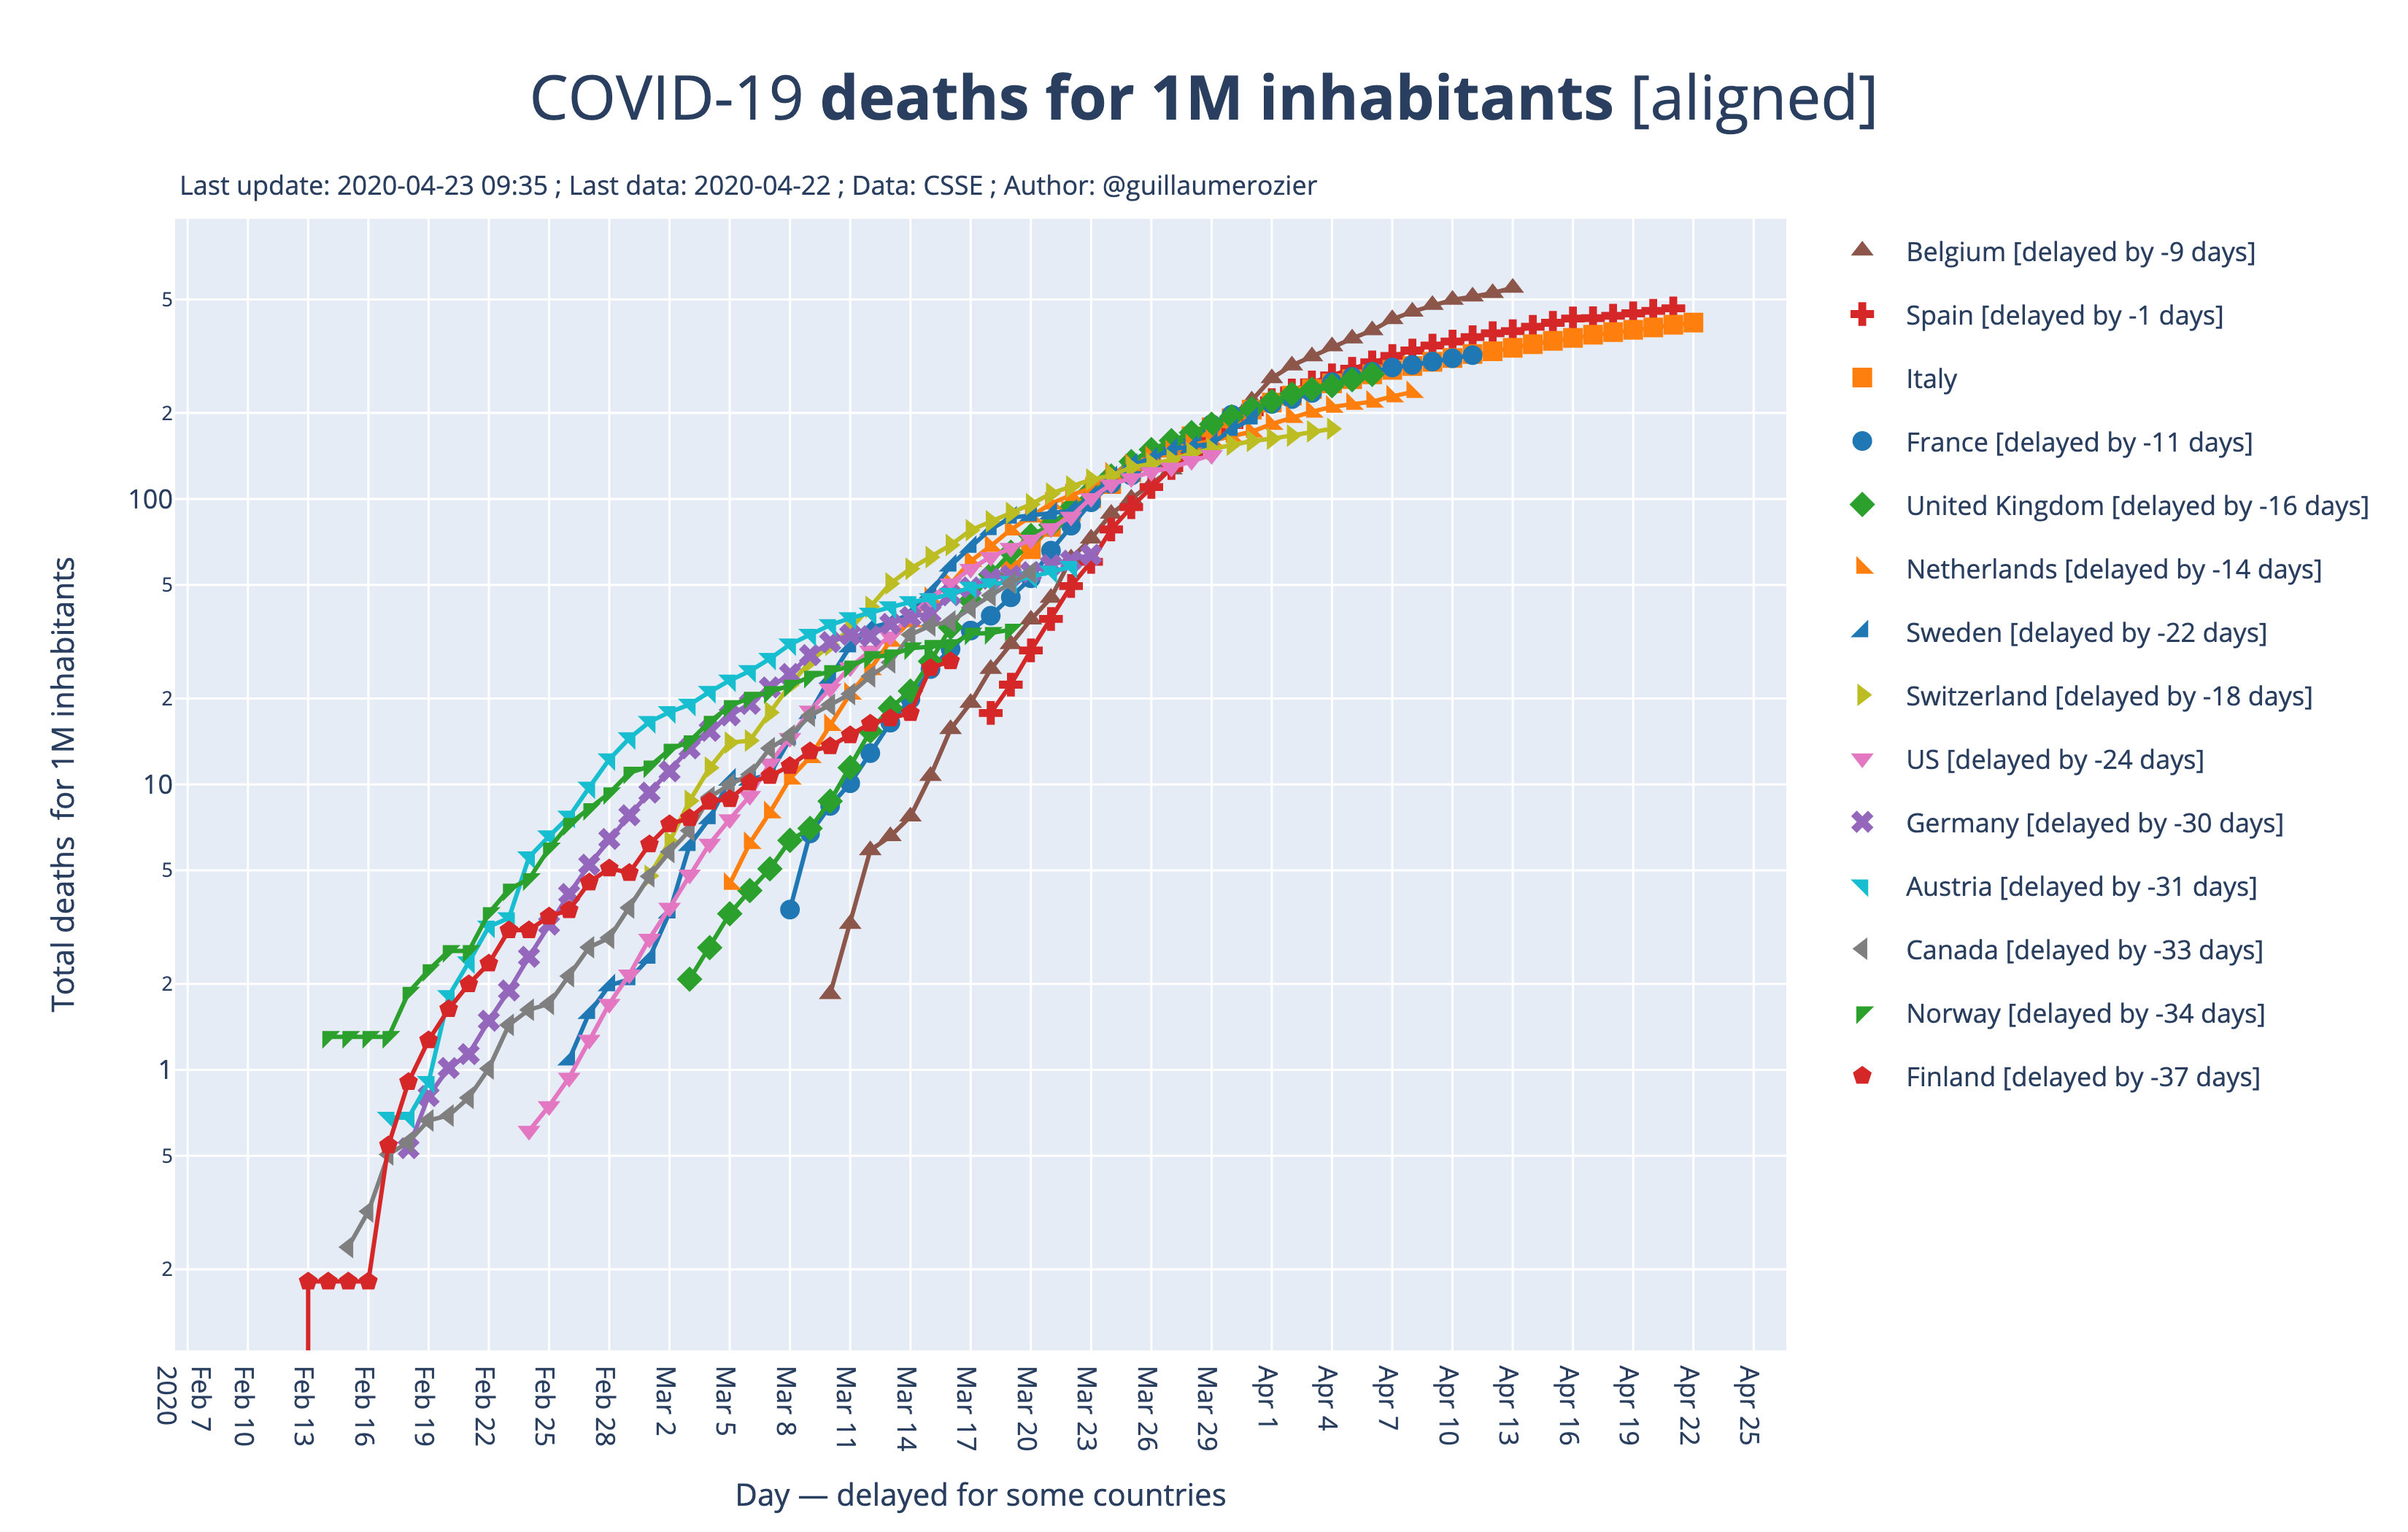 COVID-19 deaths for 1M inhabitants [aligned]
Last update: 2020-04-23 09:35 ; Last data: 2020-04-22 ; Data: CSSE ; Author: @guillaumerozier
Total deaths for 1M inhabitants
5
2
100
5
2
10
5
2
1
5
2
Feb 7
2020
Feb 10
Feb 13
Feb 16
Feb 19
Feb 22
Feb 25
Feb 28
Mar 2
Mar 5
Mar 8
Mar 11
Mar 14
Mar 17
Mar 20
Mar 23
Mar 26
Mar 29
Apr 1
Apr 4
Apr 7
Apr 10
Apr 13
Apr 16
Apr 19
Apr 22
Apr 25
Day — delayed for some countries
Belgium [delayed by -9 days]
Spain [delayed by -1 days]
Italy
France [delayed by -11 days]
United Kingdom [delayed by -16 days]
Netherlands [delayed by -14 days]
Sweden [delayed by -22 days]
Switzerland [delayed by -18 days]
US [delayed by -24 days]
Germany [delayed by -30 days]
Austria [delayed by -31 days]
Canada [delayed by -33 days]
Norway [delayed by -34 days]
Finland [delayed by -37 days]